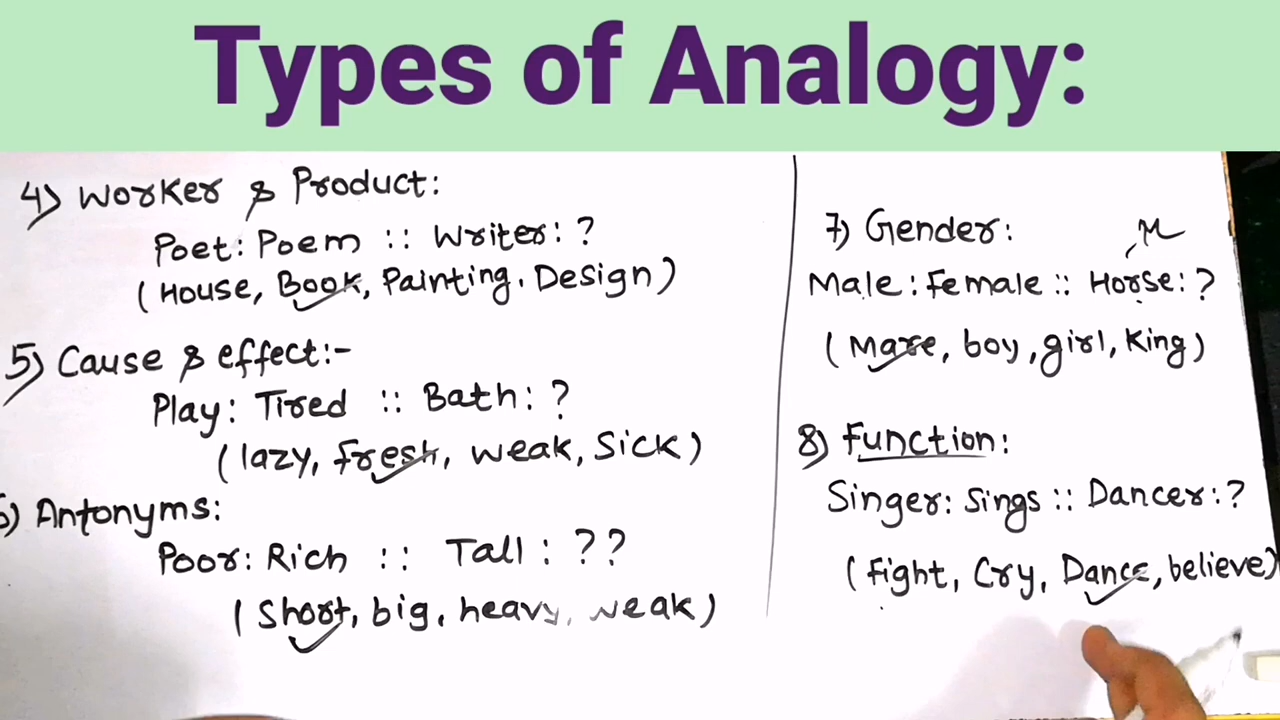 Types of Analogy:
4) Worker & Product:
Poet: Poem :: Writer: ?
(House, Book, Painting, Design)
5) Cause & effect:-
Play: Tired :: Bath: ?
(lazy, fresh, weak, Sick)
6) Antonyms:
Poor: Rich :: Tall: ??
(Short, big, heavy, weak)
7) Gender:
Male: Female :: Horse: ?
(Mare, boy, girl, King)
8) Function:
Singer: Sings :: Dancer: ?
(Fight, Cry, Dance, believe)